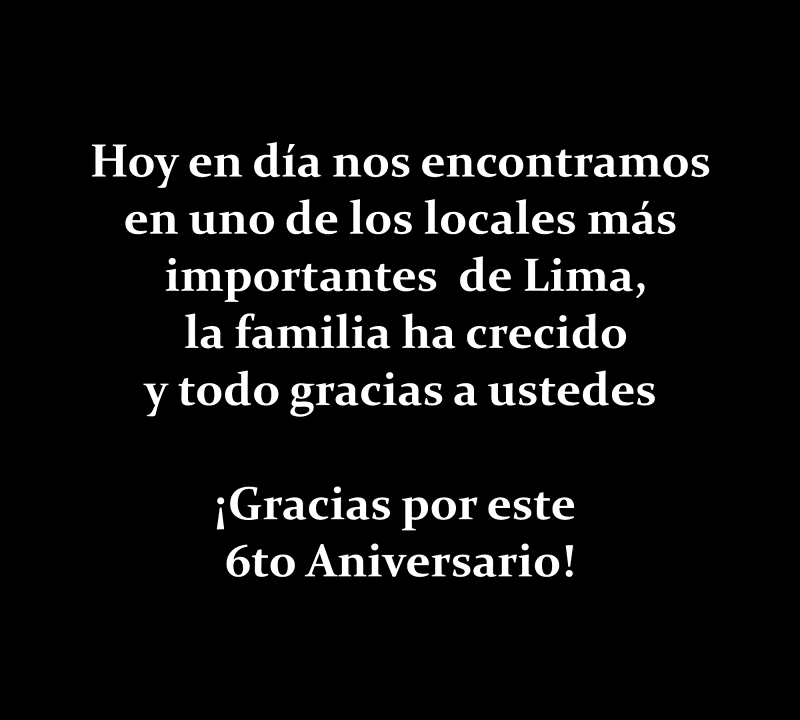 Hoy en día nos encontramos
en uno de los locales más
importantes  de Lima,
la familia ha crecido
y todo gracias a ustedes
¡Gracias por este
6to Aniversario!